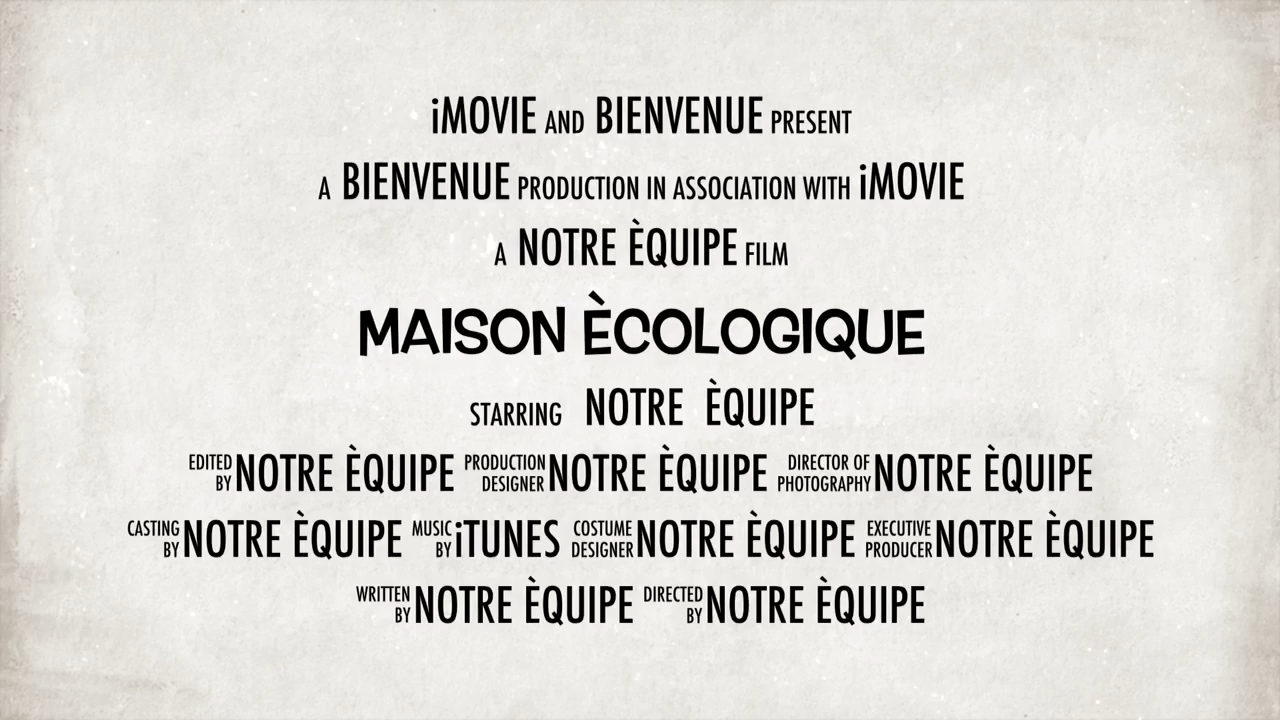 iMOVIE AND BIENVENUE PRESENT
A BIENVENUE PRODUCTION IN ASSOCIATION WITH iMOVIE
A NOTRE ÈQUIPE FILM
MAISON ÈCOLOGIQUE
STARRING NOTRE ÈQUIPE
EDITED BY NOTRE ÈQUIPE PRODUCTION DESIGNER NOTRE ÈQUIPE DIRECTOR OF PHOTOGRAPHY NOTRE ÈQUIPE
CASTING BY NOTRE ÈQUIPE MUSIC BY iTUNES COSTUME DESIGNER NOTRE ÈQUIPE EXECUTIVE PRODUCER NOTRE ÈQUIPE
WRITTEN BY NOTRE ÈQUIPE DIRECTED BY NOTRE ÈQUIPE